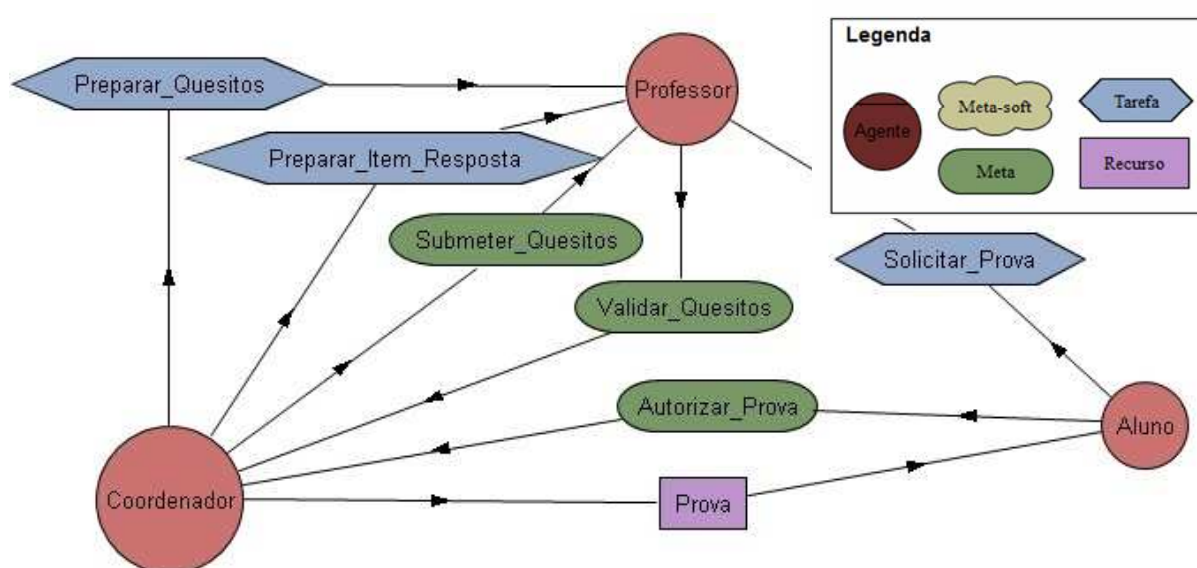 Preparar_Quesitos
Professor
Preparar_Item_Resposta
Submeter_Quesitos
Validar_Quesitos
Solicitar_Prova
Autorizar_Prova
Aluno
Coordenador
Prova
Legenda
Agente
Meta-soft
Tarefa
Meta
Recurso